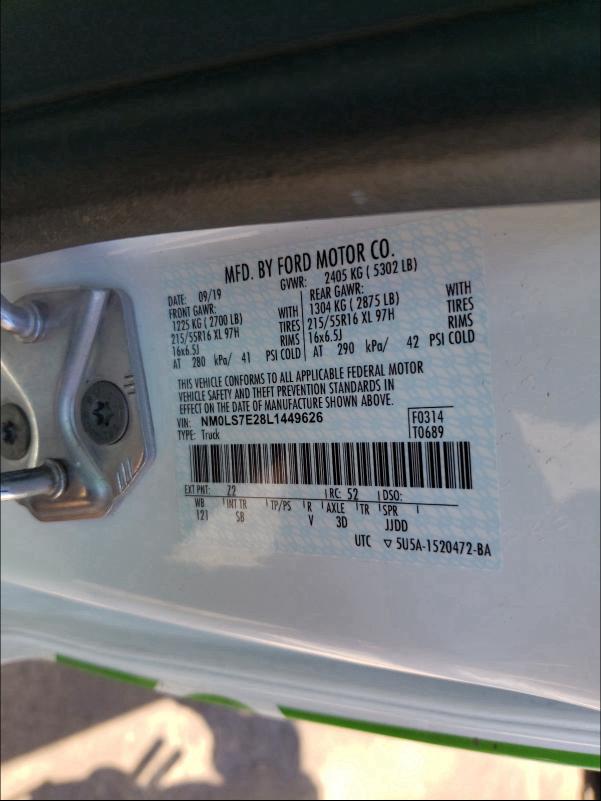 MFD. BY FORD MOTOR CO.
DATE: 09/19 GVWR: 2405 KG ( 5302 LB)
FRONT GAWR: REAR GAWR:
1225 KG ( 2700 LB) WITH 1304 KG ( 2875 LB) WITH
215/55R16 XL 97H TIRES 215/55R16 XL 97H TIRES
16x6.5J RIMS 16x6.5J RIMS
AT 280 kPa/ 41 PSI COLD AT 290 kPa/ 42 PSI COLD
THIS VEHICLE CONFORMS TO ALL APPLICABLE FEDERAL MOTOR
VEHICLE SAFETY AND THEFT PREVENTION STANDARDS IN
EFFECT ON THE DATE OF MANUFACTURE SHOWN ABOVE.
VIN: NM0LS7E28L1449626 F0314
TYPE: Truck T0689
EXT PNT: Z2 RC: 52 DSO:
WB INT TR TP/PS R AXLE TR SPR
121 SB V 3D JJDD
UTC ▽ 5U5A-1520472-BA